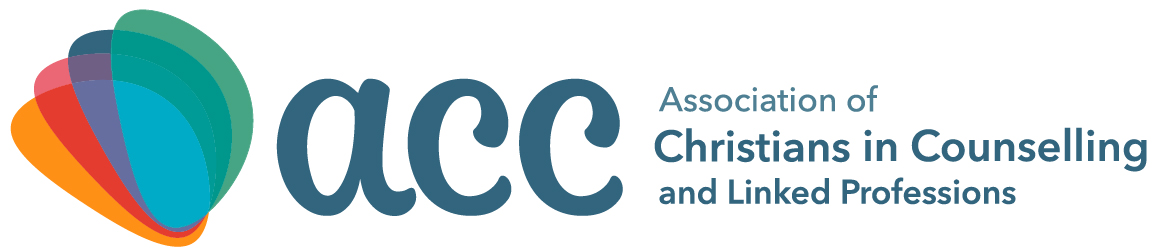 acc
Association of
Christians in Counselling
and Linked Professions